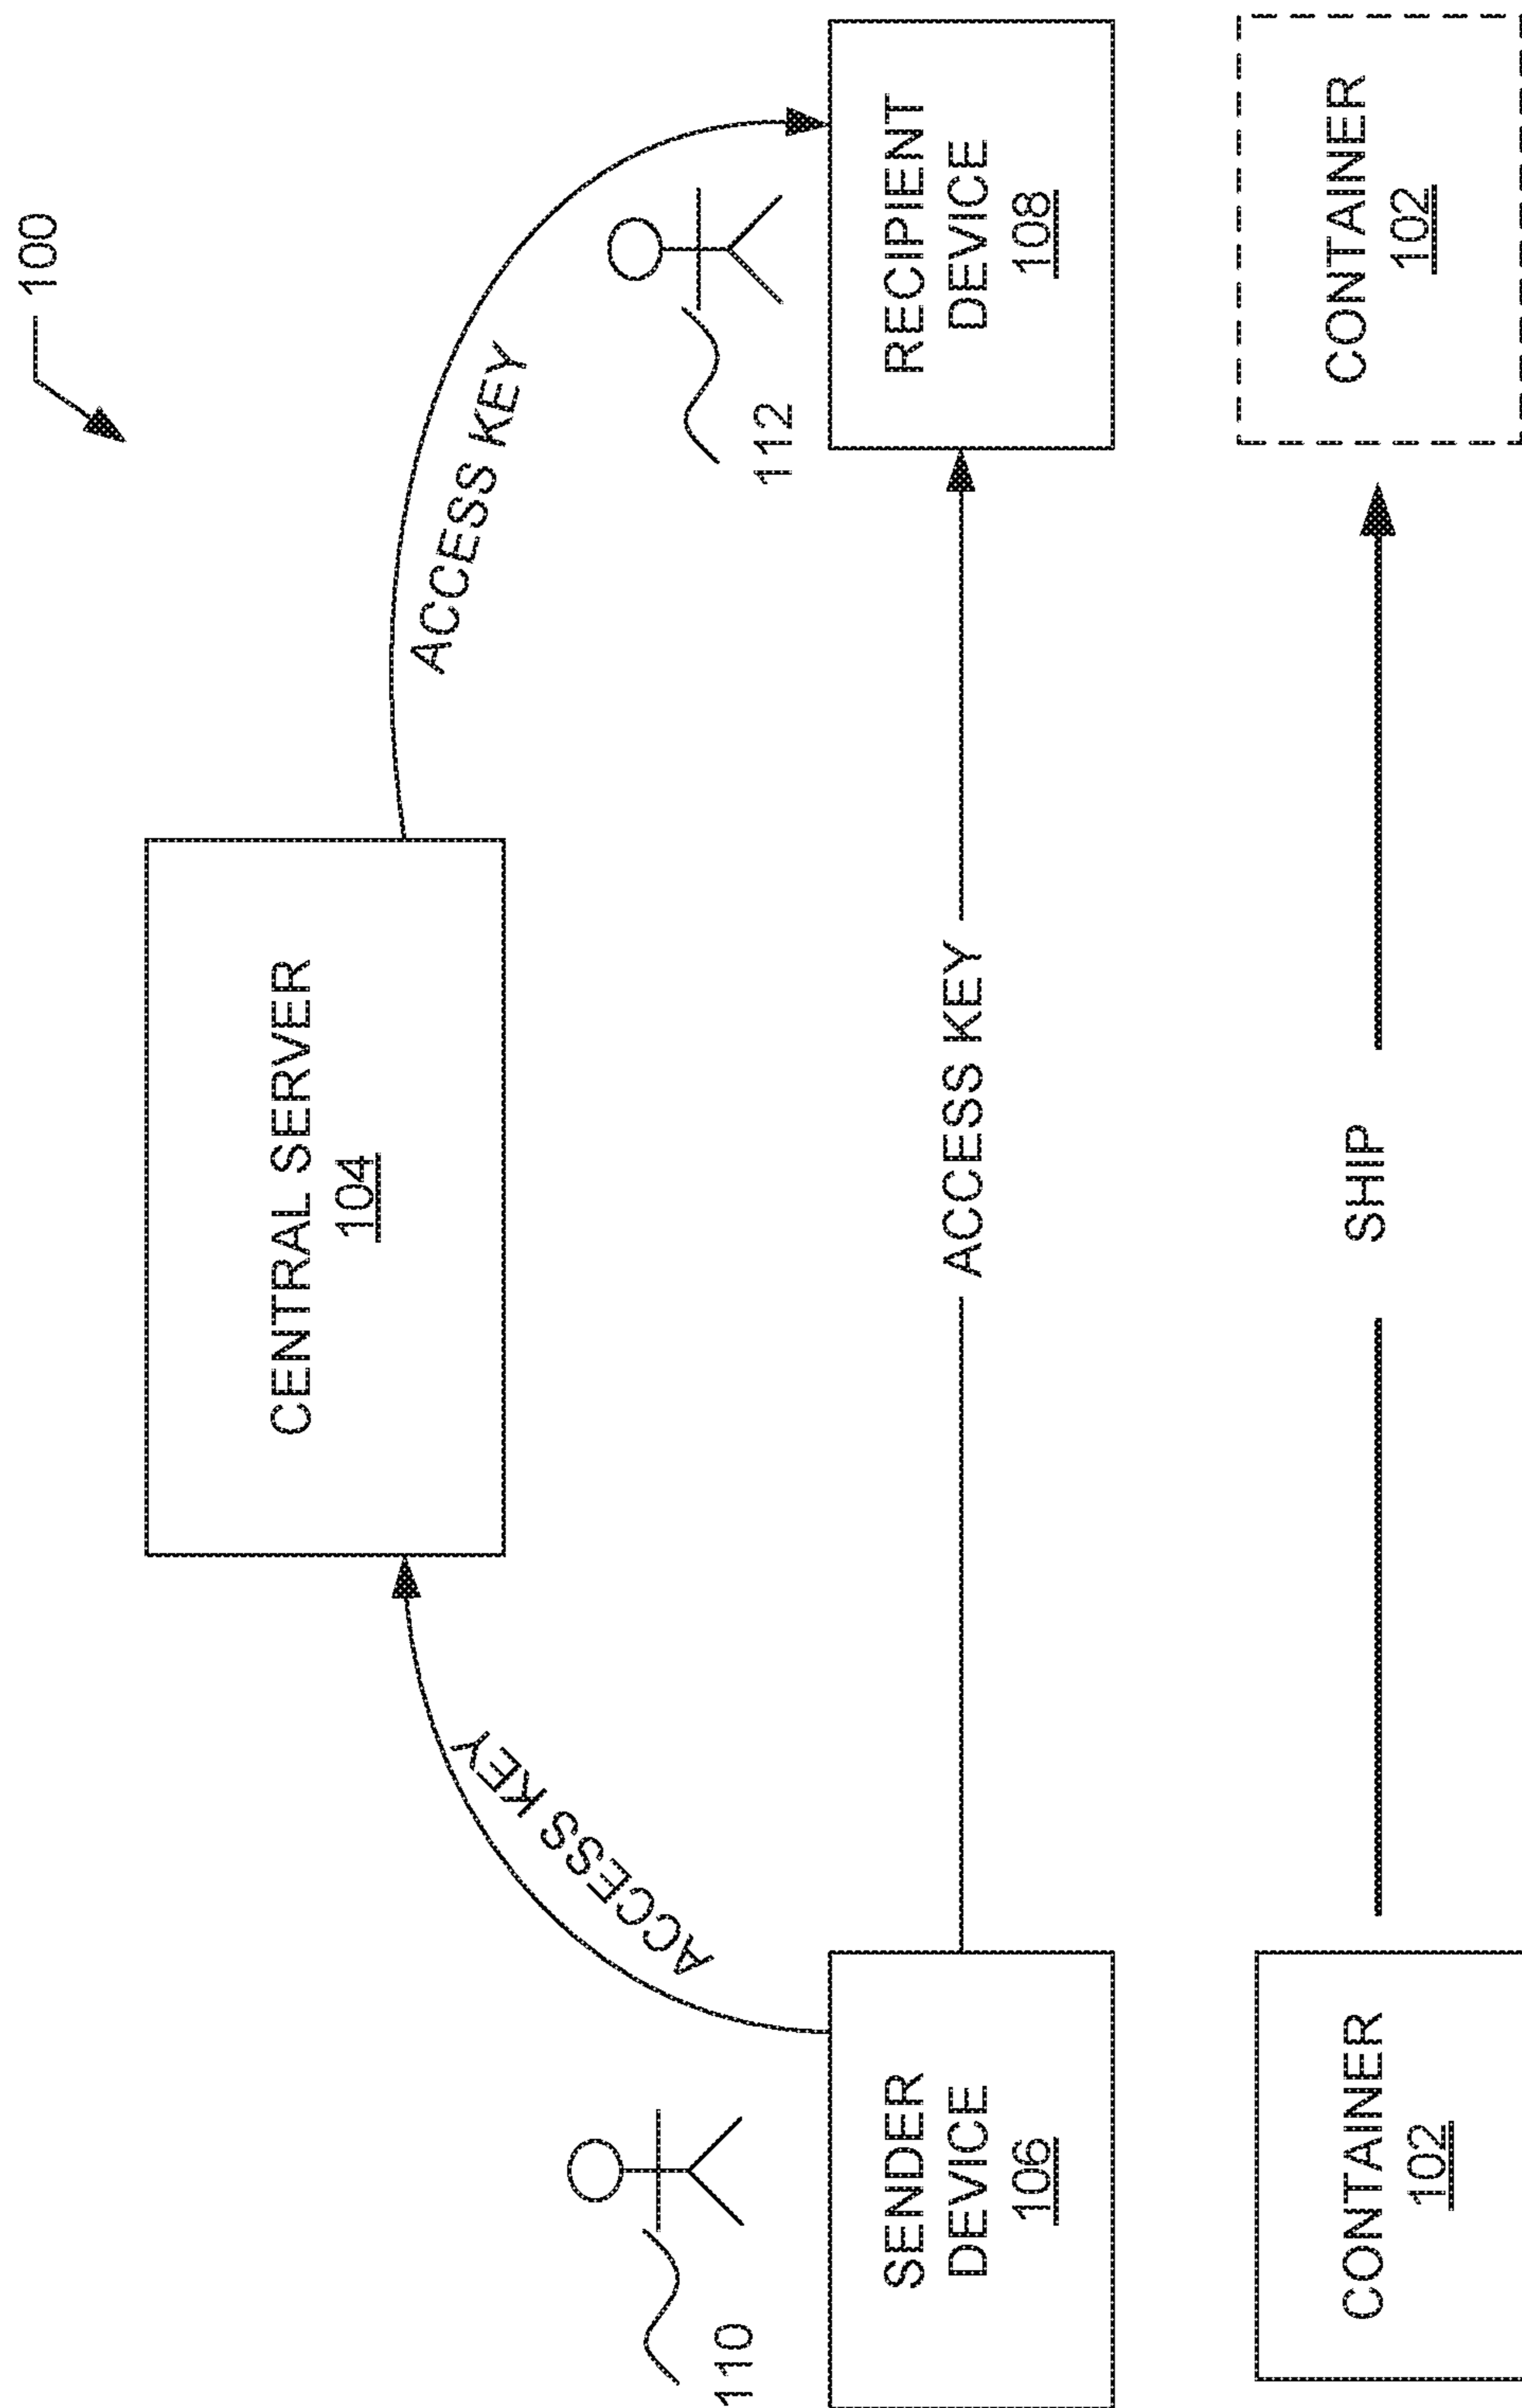 100
CENTRAL SERVER
104
ACCESS KEY
ACCESS KEY
110
112
SENDER
DEVICE
106
ACCESS KEY
RECIPIENT
DEVICE
108
CONTAINER
102
SHIP
CONTAINER
102